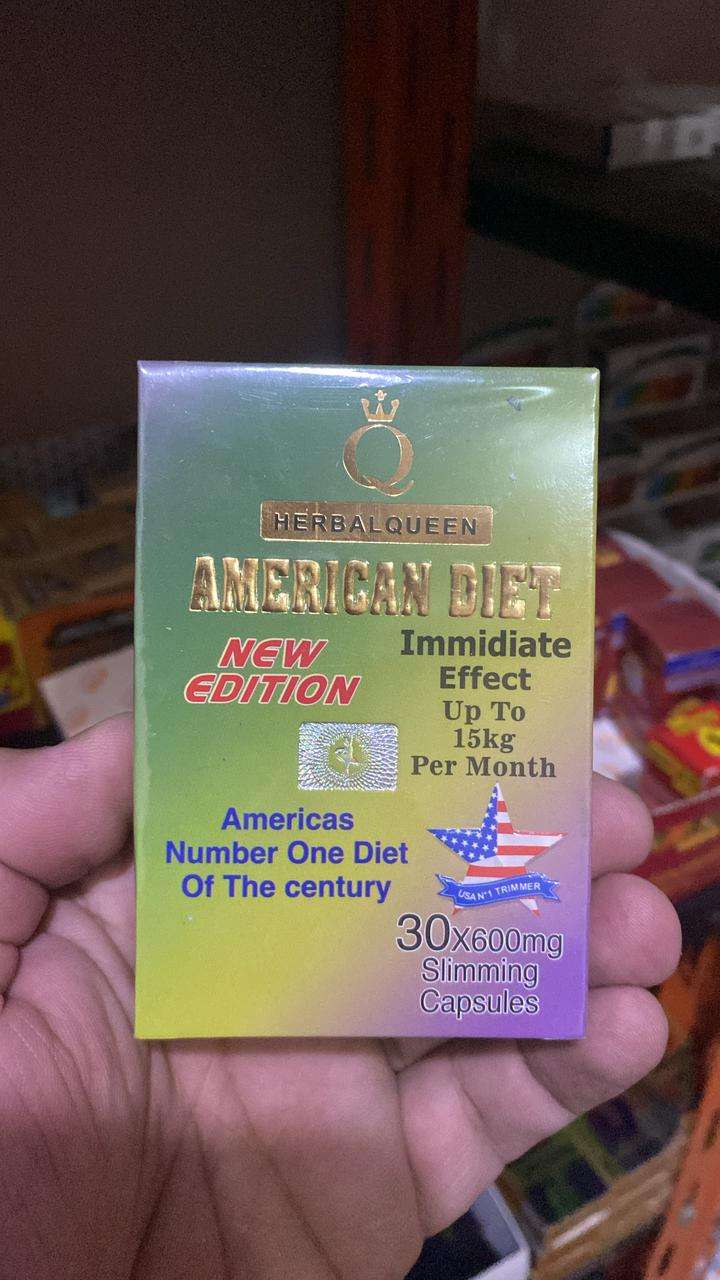 Q
HERBALQUEEN
AMERICAN DIET
NEW
EDITION
Immidiate
Effect
Up To
15kg
Per Month
Americas
Number One Diet
Of The century
USA N°1 TRIMMER
30X600mg
Slimming
Capsules